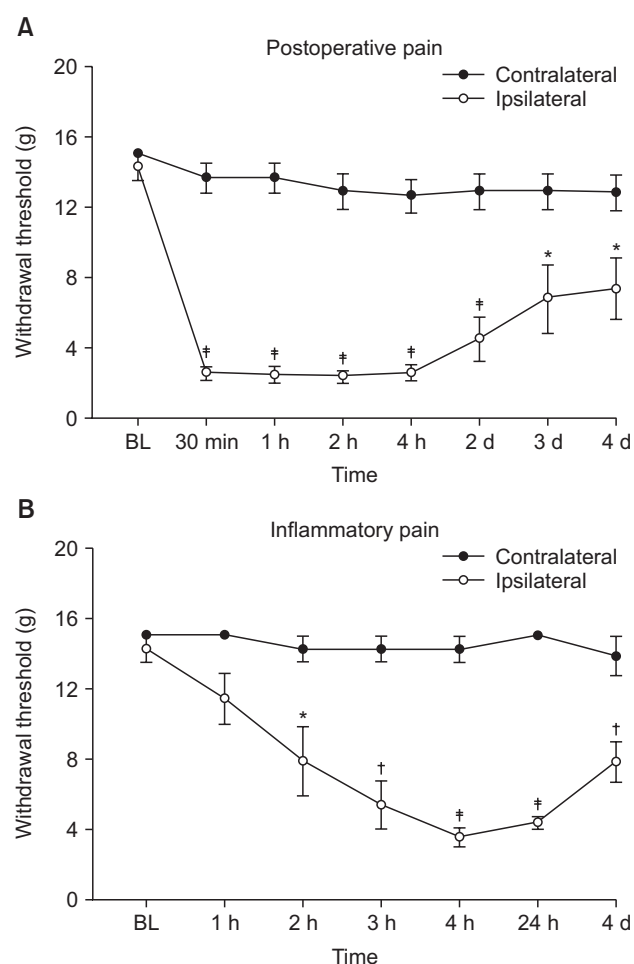 A
Postoperative pain
20
16
12
8
4
0
Withdrawal threshold (g)
Contralateral
Ipsilateral
‡ ‡ ‡ ‡ ‡ * *
BL 30 min 1 h 2 h 4 h 2 d 3 d 4 d
Time
B
Inflammatory pain
20
16
12
8
4
0
Withdrawal threshold (g)
Contralateral
Ipsilateral
* † ‡ ‡ †
BL 1 h 2 h 3 h 4 h 24 h 4 d
Time